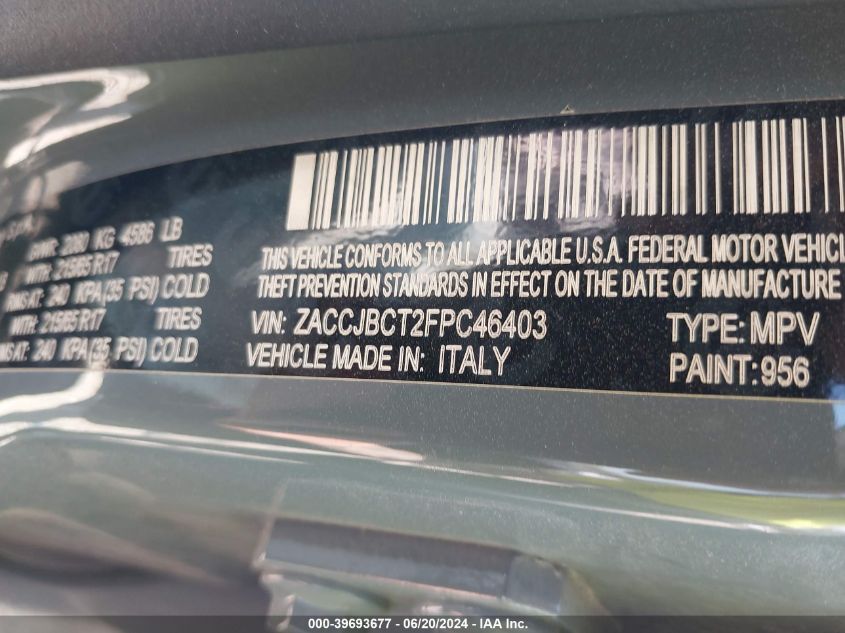 GVWR: 2080 KG 4586 LB
WITH: 215/65 R17 TIRES
RIMS AT: 240 KPA(35 PSI) COLD
WITH: 215/65 R17 TIRES
RIMS AT: 240 KPA(35 PSI) COLD
THIS VEHICLE CONFORMS TO ALL APPLICABLE U.S.A. FEDERAL MOTOR
THEFT PREVENTION STANDARDS IN EFFECT ON THE DATE OF MANUFACTURE
VIN: ZACCJBCT2FPC46403 TYPE: MPV
VEHICLE MADE IN: ITALY PAINT: 956
000-39693677 / 06/20/2024 / IAA Inc.